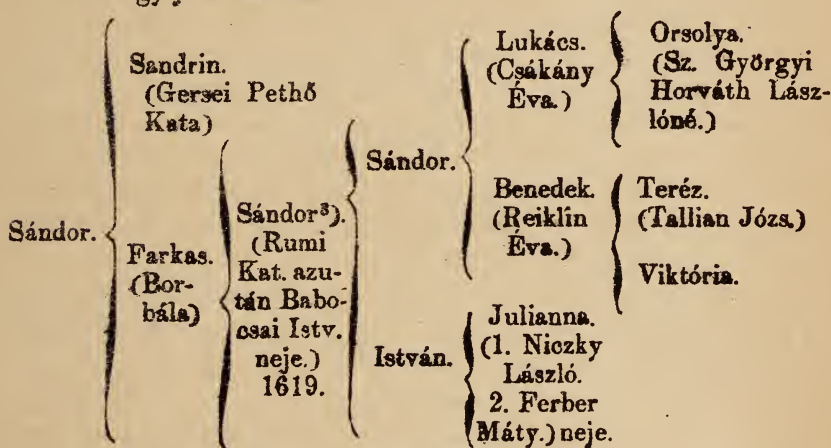 Sándor.
Sandrin.
(Gersei Pethő
Kata)
Farkas.
(Bor-
bála)
Sándor³).
(Rumi
Kat. azu-
tán Babo-
csai Istv.
neje.)
1619.
Sándor.
Lukács.
(Csákány
Éva.)
Orsolya.
(Sz. Györgyi
Horváth Lász-
lóné.)
Benedek.
(Reiklin
Éva.)
Teréz.
(Tallian Józs.)
Viktória.
István.
Julianna.
(1. Niczky
László.
2. Ferber
Máty.) neje.